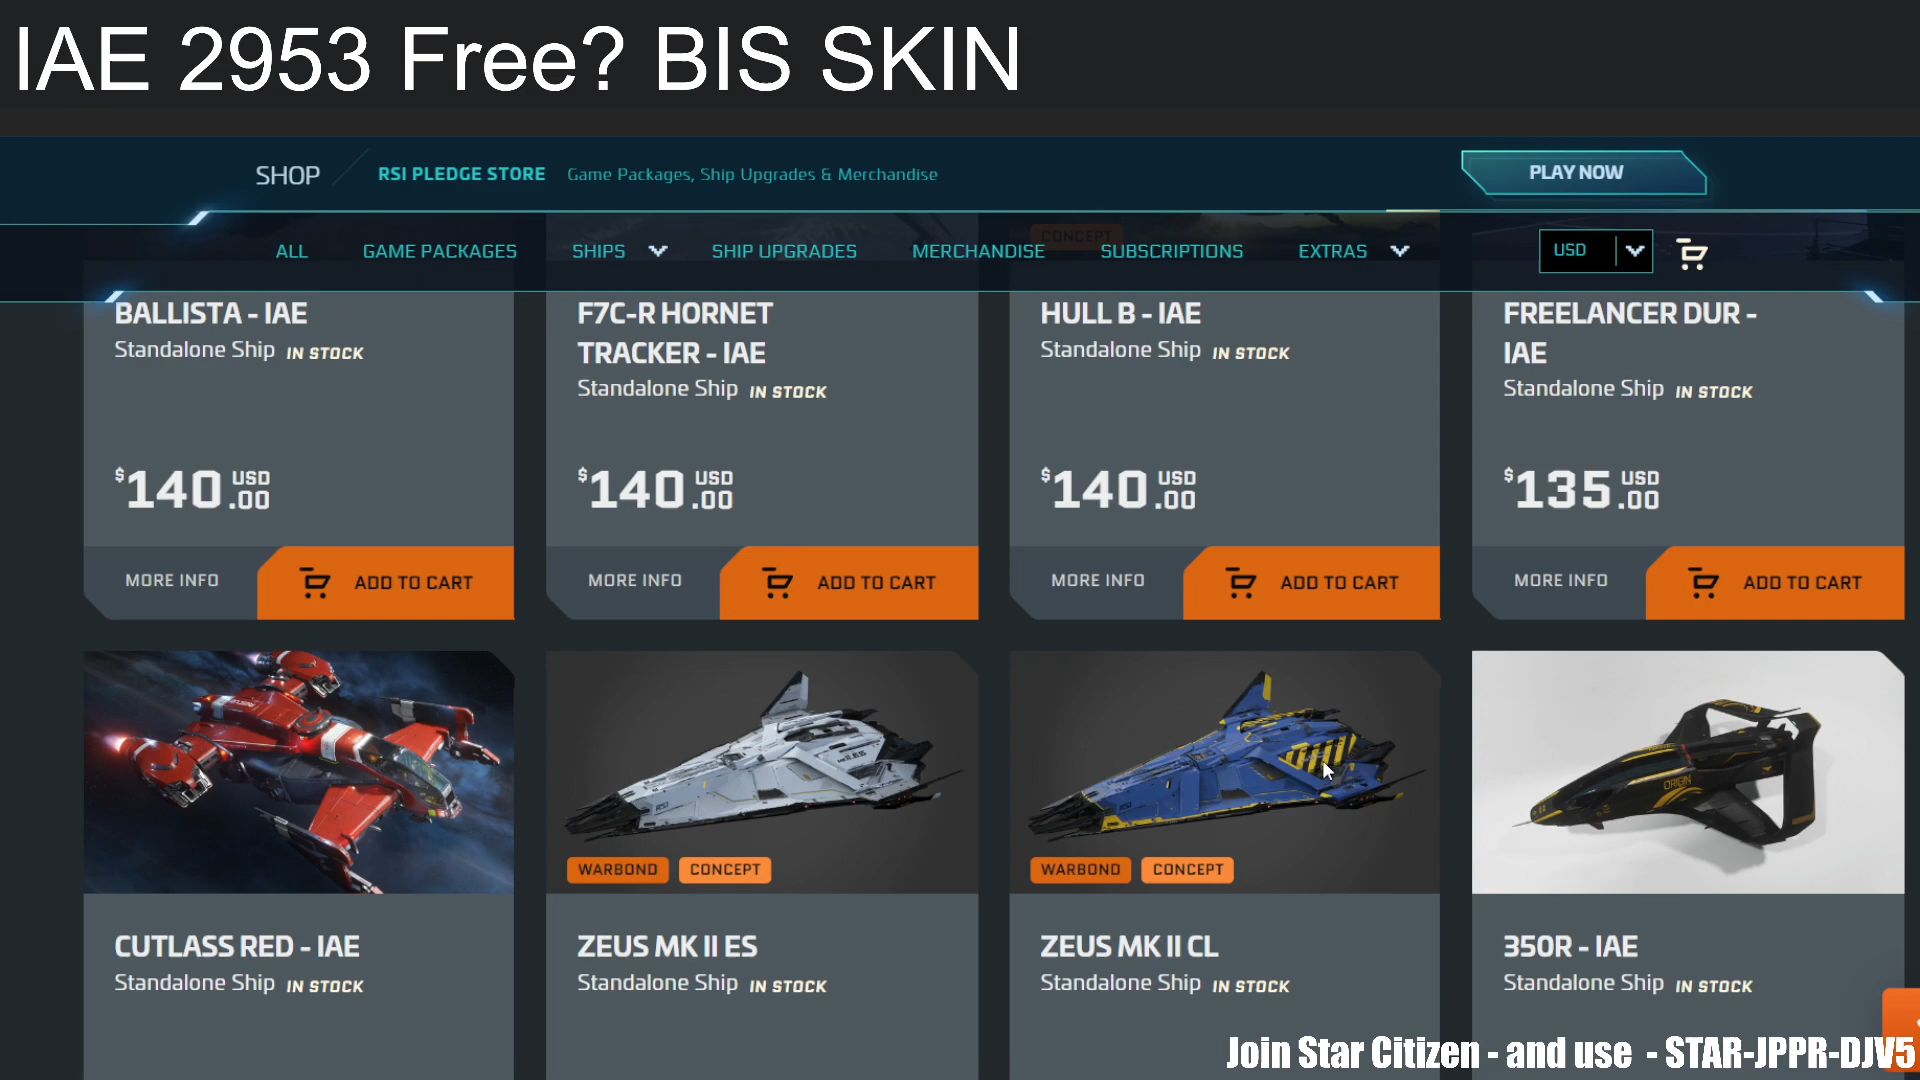 IAE 2953 Free? BIS SKIN
SHOP
RSI PLEDGE STORE
Game Packages, Ship Upgrades & Merchandise
PLAY NOW
CONCEPT
ALL
GAME PACKAGES
SHIPS
SHIP UPGRADES
MERCHANDISE
SUBSCRIPTIONS
EXTRAS
USD
BALLISTA - IAE
Standalone Ship IN STOCK
$140.00 USD
MORE INFO
ADD TO CART
F7C-R HORNET
TRACKER - IAE
Standalone Ship IN STOCK
$140.00 USD
MORE INFO
ADD TO CART
HULL B - IAE
Standalone Ship IN STOCK
$140.00 USD
MORE INFO
ADD TO CART
FREELANCER DUR -
IAE
Standalone Ship IN STOCK
$135.00 USD
MORE INFO
ADD TO CART
CUTLASS RED - IAE
Standalone Ship IN STOCK
WARBOND
CONCEPT
ZEUS MK II ES
Standalone Ship IN STOCK
WARBOND
CONCEPT
ZEUS MK II CL
Standalone Ship IN STOCK
ORIGIN
350R - IAE
Standalone Ship IN STOCK
Join Star Citizen - and use - STAR-JPPR-DJV5